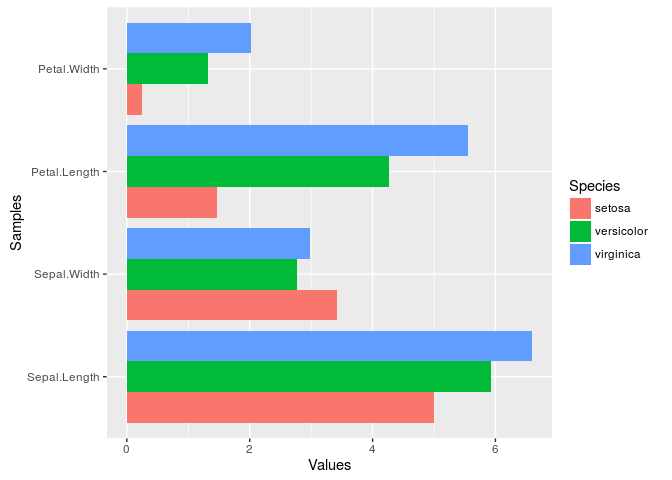 Samples
Petal.Width
Petal.Length
Sepal.Width
Sepal.Length
0 2 4 6
Values
Species
setosa
versicolor
virginica